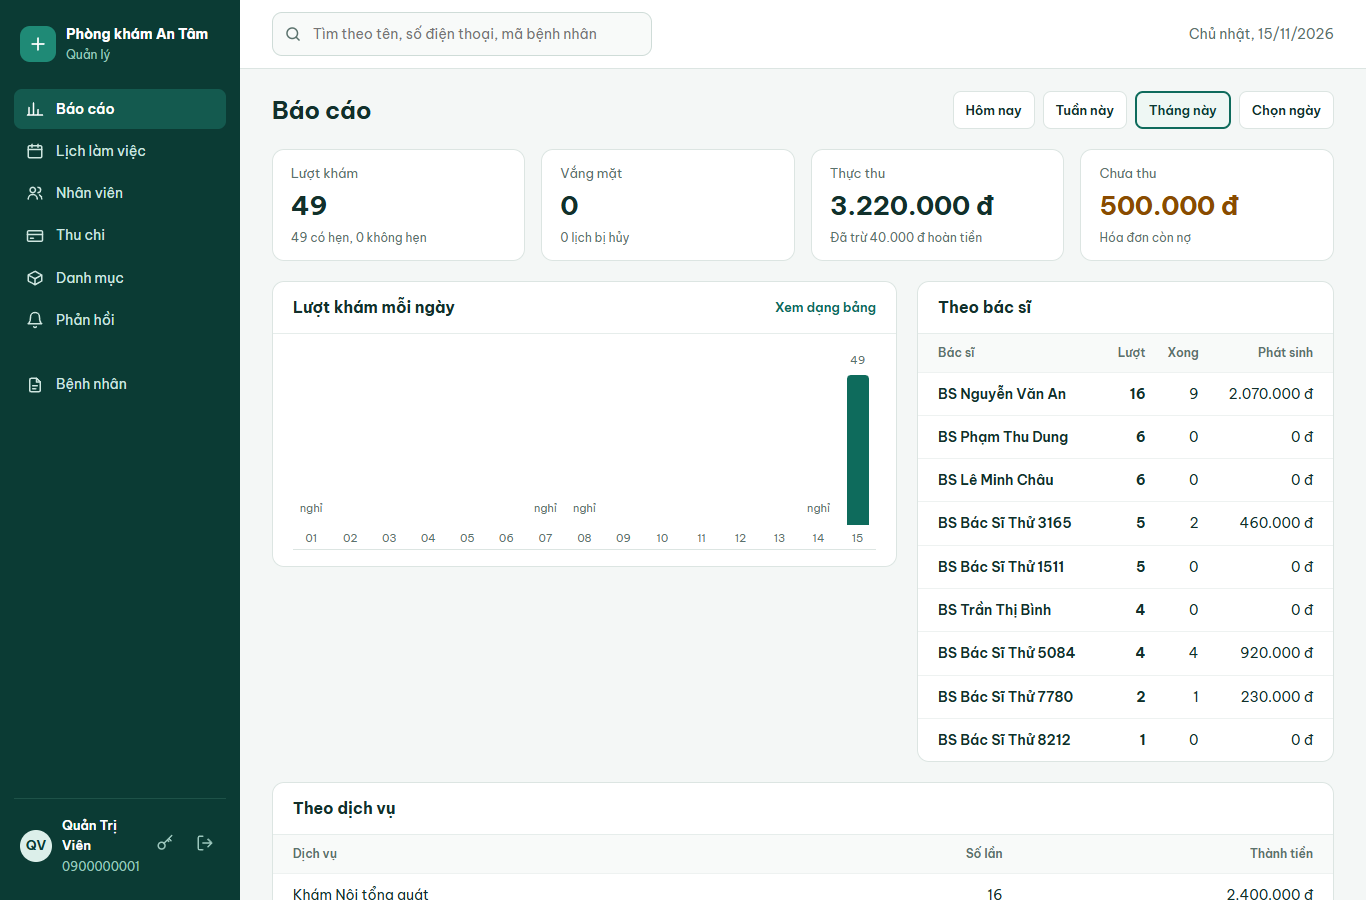 Phòng khám An Tâm
Quản lý
Báo cáo
Lịch làm việc
Nhân viên
Thu chi
Danh mục
Phản hồi
Bệnh nhân
Quản Trị Viên
QV
0900000001
Tìm theo tên, số điện thoại, mã bệnh nhân
Chủ nhật, 15/11/2026
Báo cáo
Hôm nay Tuần này Tháng này Chọn ngày
Lượt khám
49
49 có hẹn, 0 không hẹn
Vắng mặt
0
0 lịch bị hủy
Thực thu
3.220.000 đ
Đã trừ 40.000 đ hoàn tiền
Chưa thu
500.000 đ
Hóa đơn còn nợ
Lượt khám mỗi ngày Xem dạng bảng
49
nghỉ nghỉ nghỉ nghỉ
01 02 03 04 05 06 07 08 09 10 11 12 13 14 15
Theo bác sĩ
Bác sĩ Lượt Xong Phát sinh
BS Nguyễn Văn An 16 9 2.070.000 đ
BS Phạm Thu Dung 6 0 0 đ
BS Lê Minh Châu 6 0 0 đ
BS Bác Sĩ Thử 3165 5 2 460.000 đ
BS Bác Sĩ Thử 1511 5 0 0 đ
BS Trần Thị Bình 4 0 0 đ
BS Bác Sĩ Thử 5084 4 4 920.000 đ
BS Bác Sĩ Thử 7780 2 1 230.000 đ
BS Bác Sĩ Thử 8212 1 0 0 đ
Theo dịch vụ
Dịch vụ Số lần Thành tiền
Khám Nội tổng quát 16 2.400.000 đ